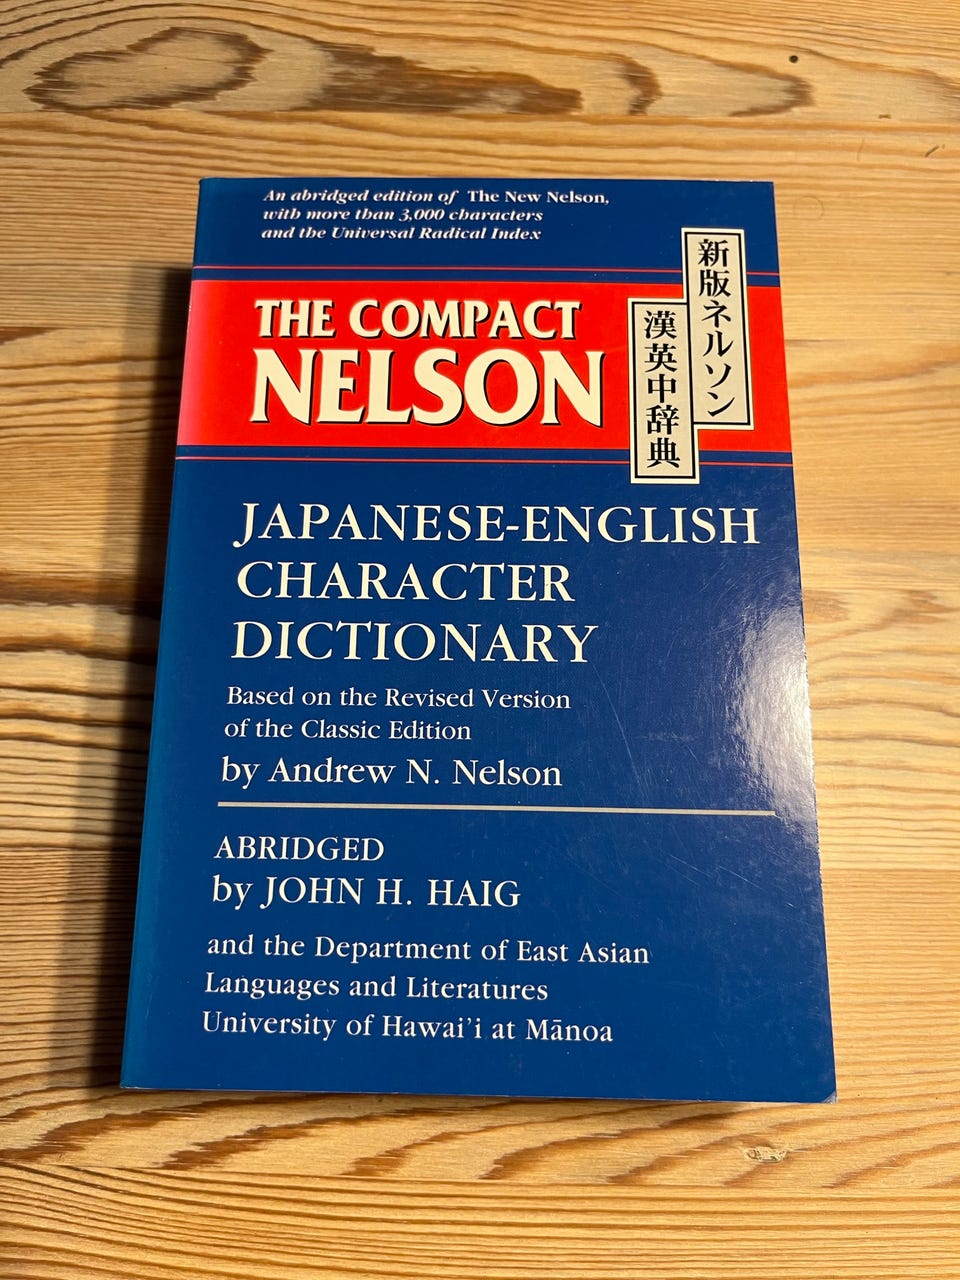 An abridged edition of The New Nelson,
with more than 3,000 characters
and the Universal Radical Index
THE COMPACT
NELSON
新版ネルソン
漢英中辞典
JAPANESE-ENGLISH
CHARACTER
DICTIONARY
Based on the Revised Version
of the Classic Edition
by Andrew N. Nelson
ABRIDGED
by JOHN H. HAIG
and the Department of East Asian
Languages and Literatures
University of Hawai'i at Mānoa